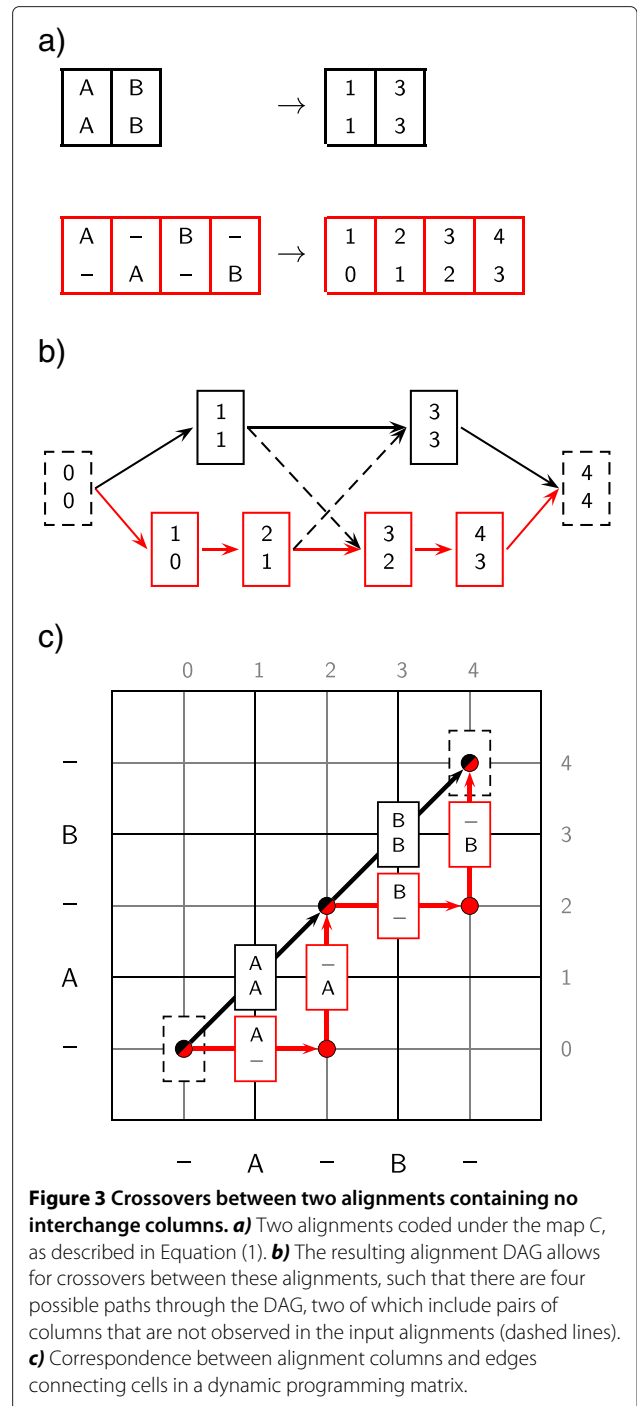 a)
A B → 1 3
A B 1 3
A – B – → 1 2 3 4
– A – B 0 1 2 3
b)
1 3
1 3
0 4
0 4
1 2 3 4
0 1 2 3
c)
0 1 2 3 4
– 4
–
B B 3
B B
B
– 2
–
A –
A A 1
A A
A
– 0
–
– A – B –
Figure 3 Crossovers between two alignments containing no
interchange columns. a) Two alignments coded under the map C,
as described in Equation (1). b) The resulting alignment DAG allows
for crossovers between these alignments, such that there are four
possible paths through the DAG, two of which include pairs of
columns that are not observed in the input alignments (dashed lines).
c) Correspondence between alignment columns and edges
connecting cells in a dynamic programming matrix.